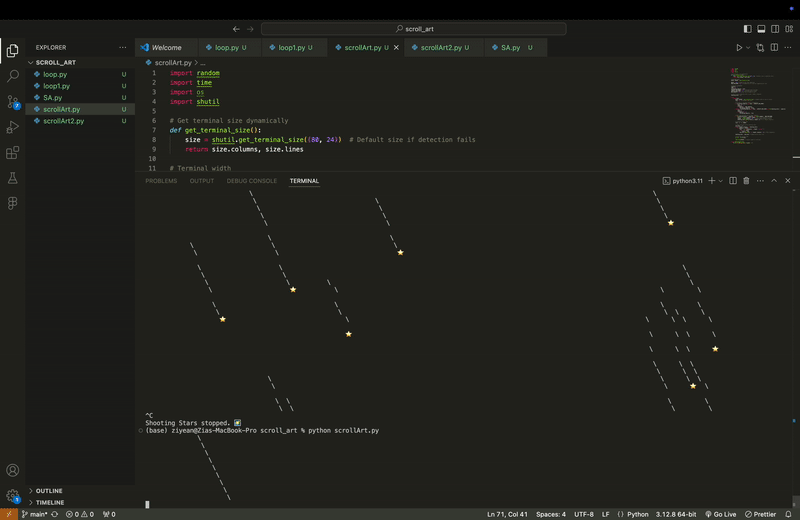 scroll_art
EXPLORER
Welcome
loop.py U
loop1.py U
scrollArt.py U
scrollArt2.py U
SA.py U
SCROLL_ART
loop.py U
loop1.py U
SA.py U
scrollArt.py U
scrollArt2.py U
scrollArt.py > ...
1 import random
2 import time
3 import os
4 import shutil
5
6 # Get terminal size dynamically
7 def get_terminal_size():
8 size = shutil.get_terminal_size((80, 24)) # Default size if detection fails
9 return size.columns, size.lines
10
11 # Terminal width
PROBLEMS OUTPUT DEBUG CONSOLE TERMINAL
python3.11
^C
Shooting Stars stopped.
(base) ziyean@Zias-MacBook-Pro scroll_art % python scrollArt.py
7
1
OUTLINE
TIMELINE
main* 0 0 0 Ln 71, Col 41 Spaces: 4 UTF-8 LF Python 3.12.8 64-bit Go Live Prettier